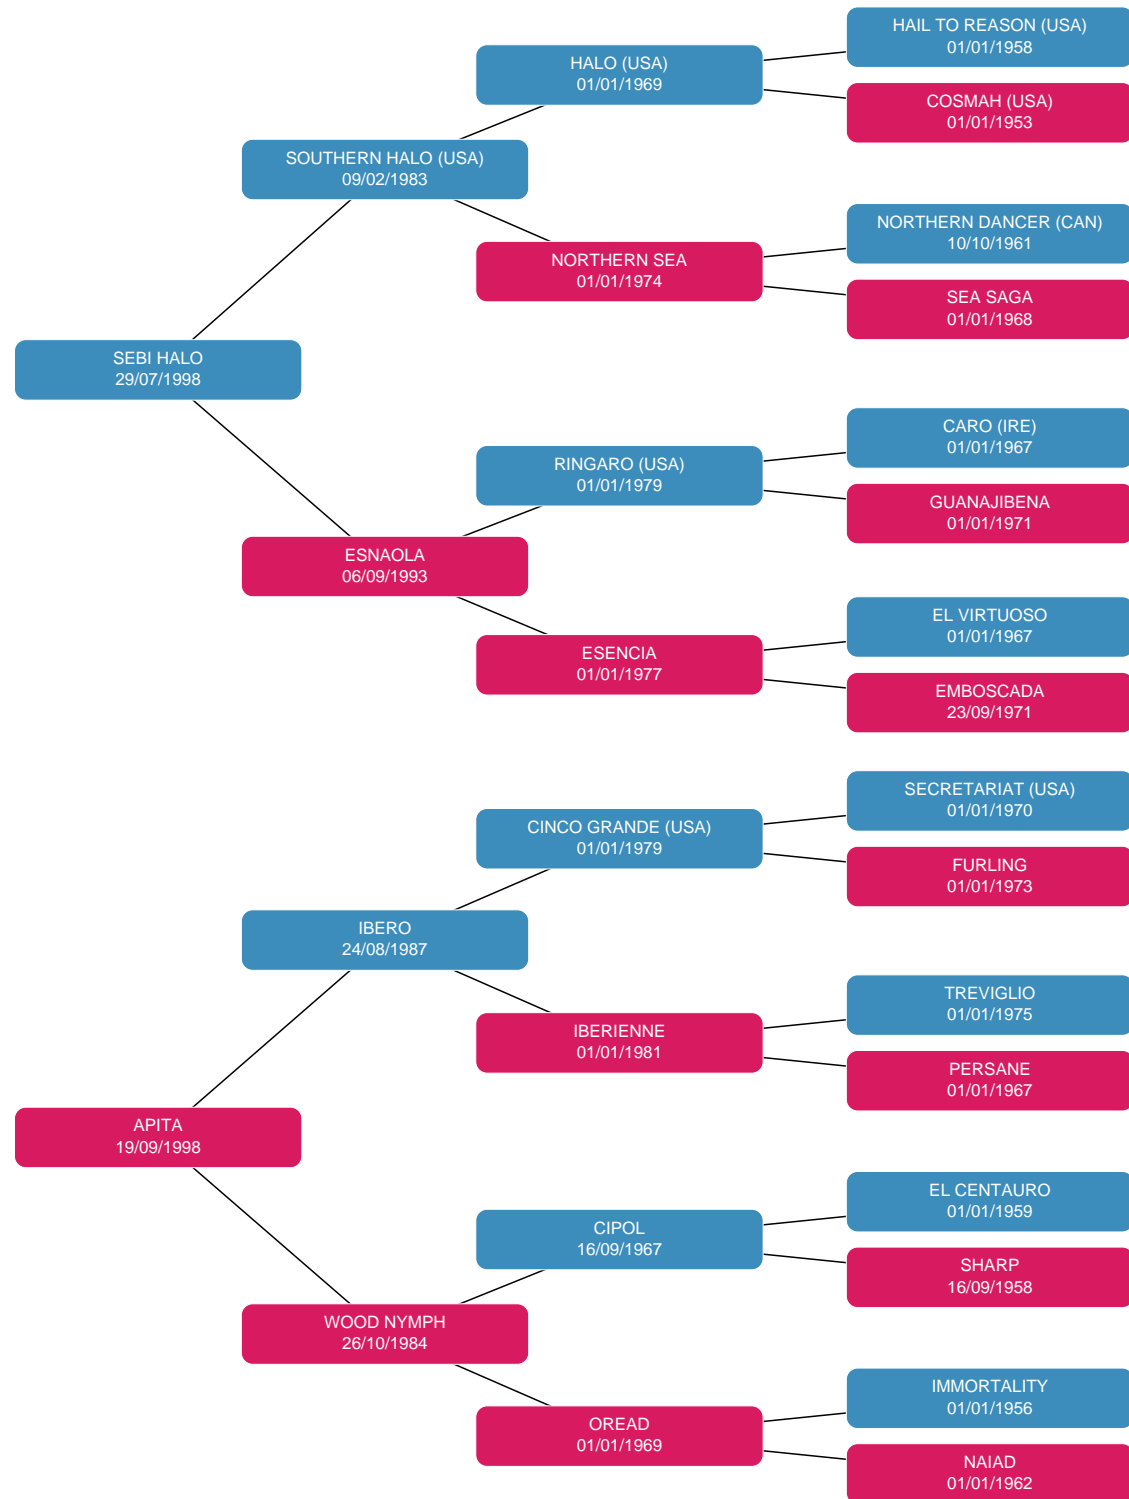 HAIL TO REASON (USA)
01/01/1958
HALO (USA)
01/01/1969
COSMAH (USA)
01/01/1953
SOUTHERN HALO (USA)
09/02/1983
NORTHERN DANCER (CAN)
10/10/1961
NORTHERN SEA
01/01/1974
SEA SAGA
01/01/1968
SEBI HALO
29/07/1998
CARO (IRE)
01/01/1967
RINGARO (USA)
01/01/1979
GUANAJIBENA
01/01/1971
ESNAOLA
06/09/1993
EL VIRTUOSO
01/01/1967
ESENCIA
01/01/1977
EMBOSCADA
23/09/1971
SECRETARIAT (USA)
01/01/1970
CINCO GRANDE (USA)
01/01/1979
FURLING
01/01/1973
IBERO
24/08/1987
TREVIGLIO
01/01/1975
IBERIENNE
01/01/1981
PERSANE
01/01/1967
APITA
19/09/1998
EL CENTAURO
01/01/1959
CIPOL
16/09/1967
SHARP
16/09/1958
WOOD NYMPH
26/10/1984
IMMORTALITY
01/01/1956
OREAD
01/01/1969
NAIAD
01/01/1962